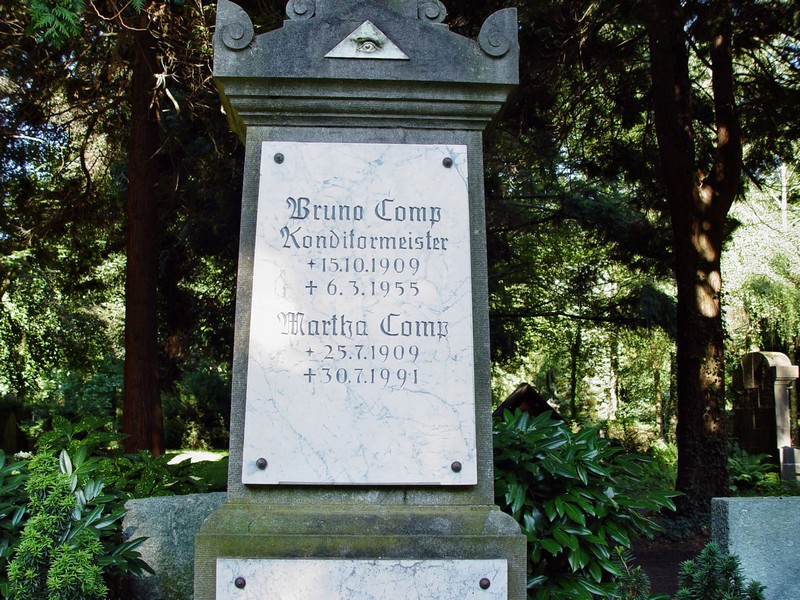 Bruno Comp
Konditormeister
+15.10.1909
+ 6.3.1955
Martha Comp
+ 25.7.1909
+30.7.1991